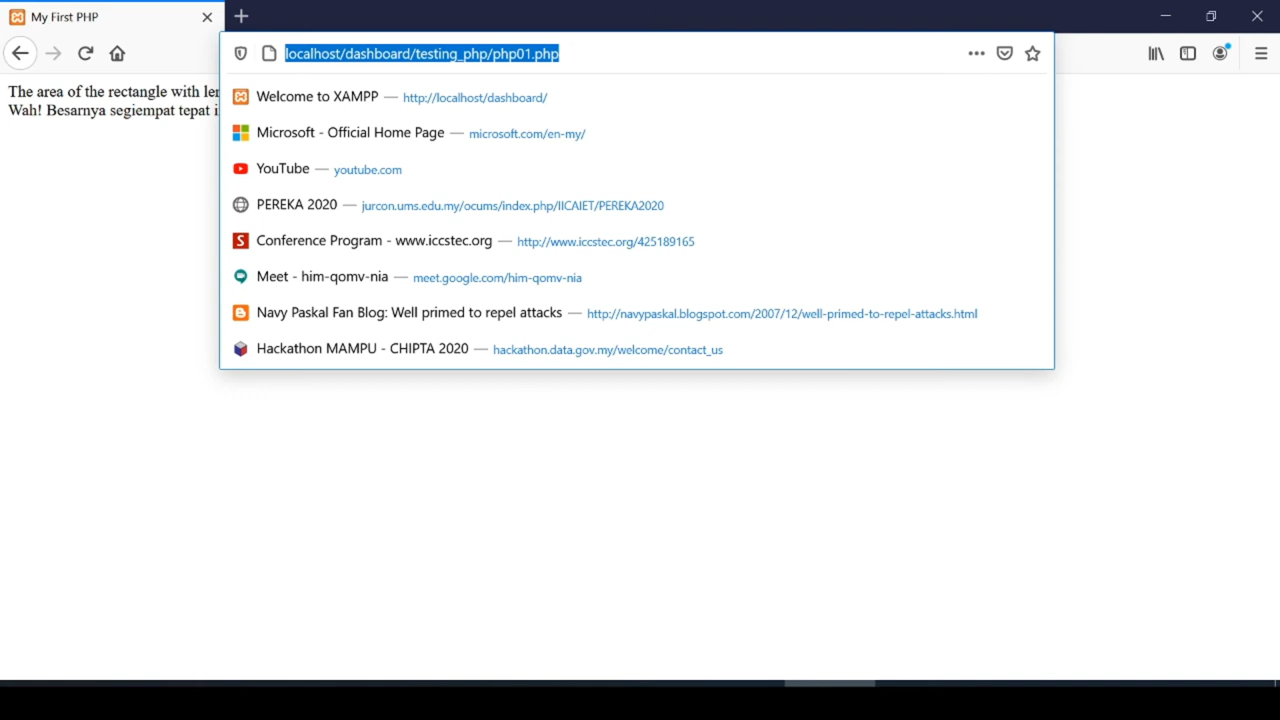 My First PHP
localhost/dashboard/testing_php/php01.php
The area of the rectangle with
Wah! Besarnya segiempat tepat
Welcome to XAMPP — http://localhost/dashboard/
Microsoft - Official Home Page — microsoft.com/en-my/
YouTube — youtube.com
PEREKA 2020 — jurcon.ums.edu.my/ocums/index.php/IICAIET/PEREKA2020
Conference Program - www.iccstec.org — http://www.iccstec.org/425189165
Meet - him-qomv-nia — meet.google.com/him-qomv-nia
Navy Paskal Fan Blog: Well primed to repel attacks — http://navypaskal.blogspot.com/2007/12/well-primed-to-repel-attacks.html
Hackathon MAMPU - CHIPTA 2020 — hackathon.data.gov.my/welcome/contact_us